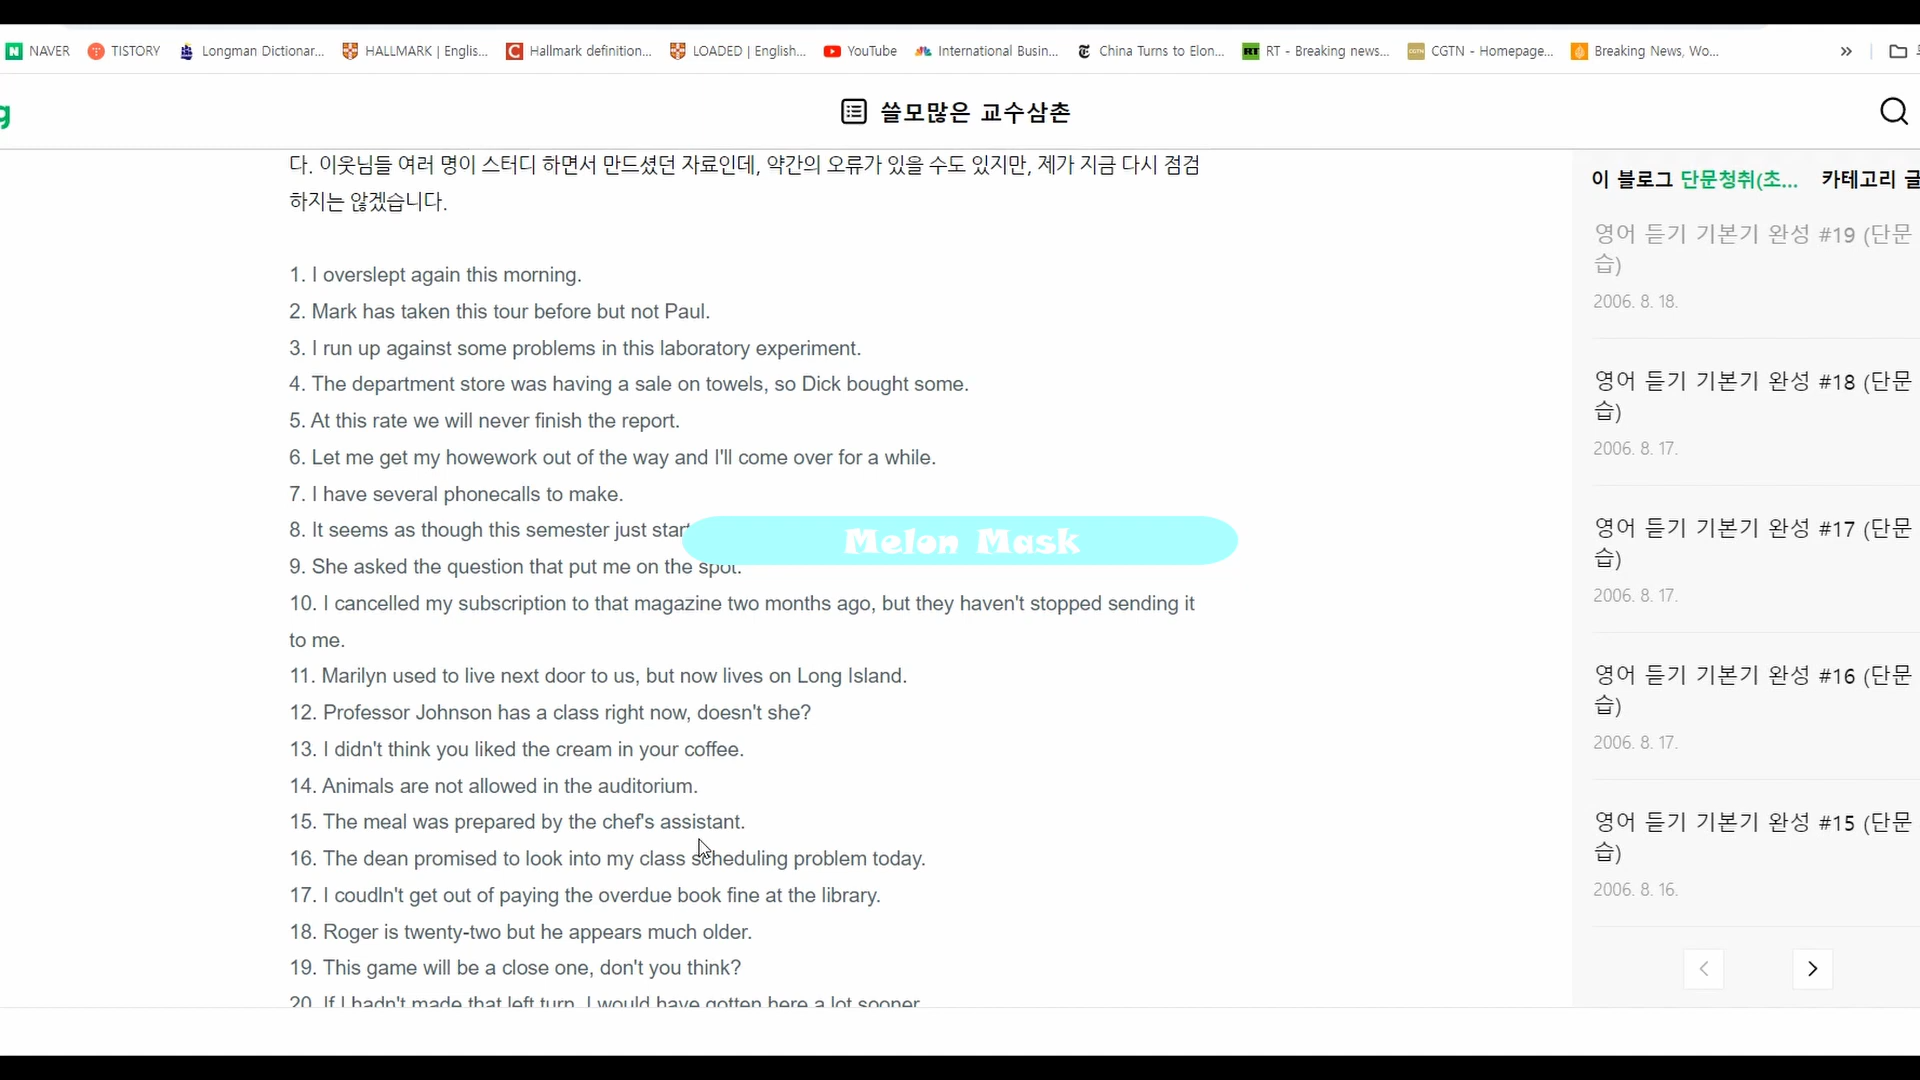 NAVER TISTORY Longman Dictionar... HALLMARK | Englis... Hallmark definition... LOADED | English... YouTube International Busin... China Turns to Elon... RT - Breaking news... CGTN - Homepage... Breaking News, Wo... »
g 쓸모많은 교수삼촌
다. 이웃님들 여러 명이 스터디 하면서 만드셨던 자료인데, 약간의 오류가 있을 수도 있지만, 제가 지금 다시 점검
하지는 않겠습니다.
1. I overslept again this morning.
2. Mark has taken this tour before but not Paul.
3. I run up against some problems in this laboratory experiment.
4. The department store was having a sale on towels, so Dick bought some.
5. At this rate we will never finish the report.
6. Let me get my howework out of the way and I'll come over for a while.
7. I have several phonecalls to make.
8. It seems as though this semester just start
Melon Mask
9. She asked the question that put me on the spot.
10. I cancelled my subscription to that magazine two months ago, but they haven't stopped sending it
to me.
11. Marilyn used to live next door to us, but now lives on Long Island.
12. Professor Johnson has a class right now, doesn't she?
13. I didn't think you liked the cream in your coffee.
14. Animals are not allowed in the auditorium.
15. The meal was prepared by the chef's assistant.
16. The dean promised to look into my class scheduling problem today.
17. I coudln't get out of paying the overdue book fine at the library.
18. Roger is twenty-two but he appears much older.
19. This game will be a close one, don't you think?
20. If I hadn't made that left turn, I would have gotten here a lot sooner
이 블로그 단문청취(초... 카테고리 글
영어 듣기 기본기 완성 #19 (단문
습)
2006. 8. 18.
영어 듣기 기본기 완성 #18 (단문
습)
2006. 8. 17.
영어 듣기 기본기 완성 #17 (단문
습)
2006. 8. 17.
영어 듣기 기본기 완성 #16 (단문
습)
2006. 8. 17.
영어 듣기 기본기 완성 #15 (단문
습)
2006. 8. 16.